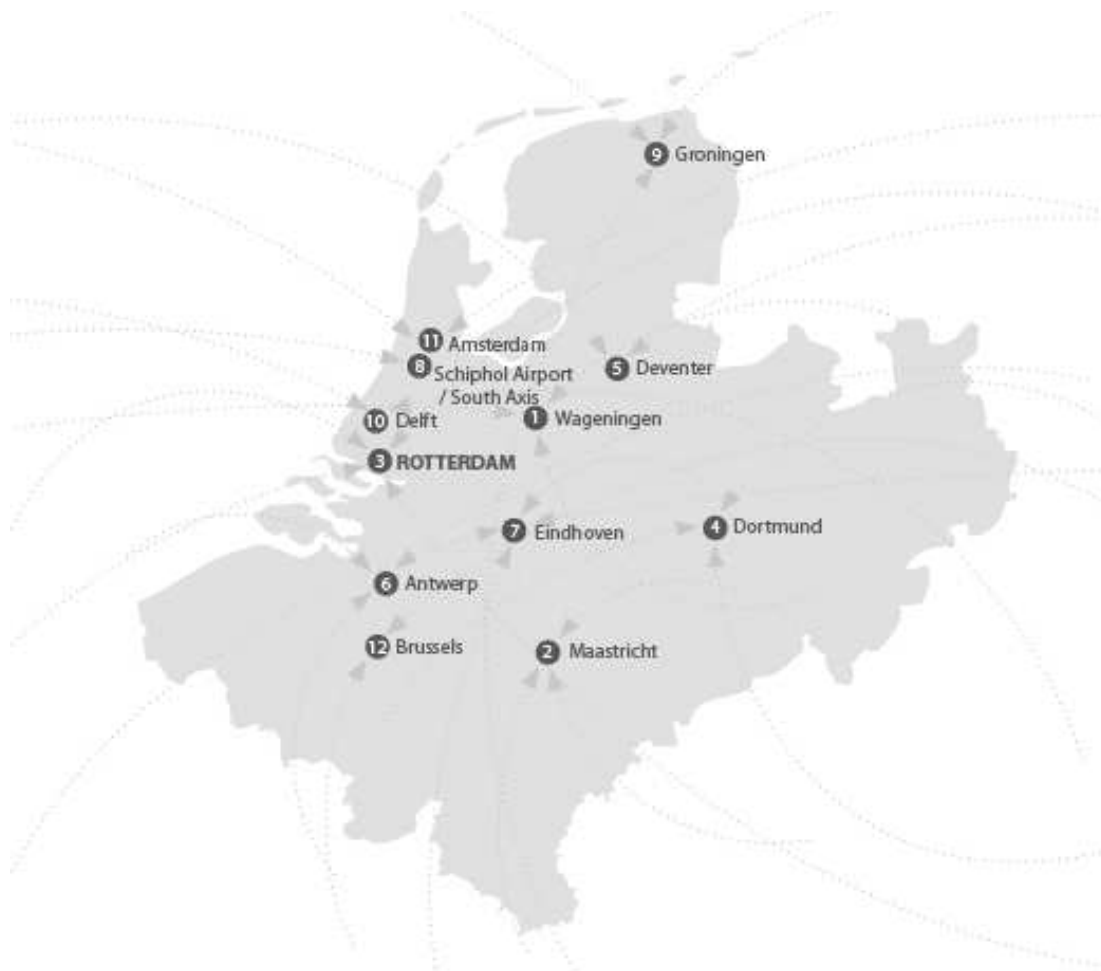 9 Groningen
11 Amsterdam
8 Schiphol Airport
/ South Axis
5 Deventer
10 Delft
1 Wageningen
3 ROTTERDAM
7 Eindhoven
4 Dortmund
6 Antwerp
12 Brussels
2 Maastricht